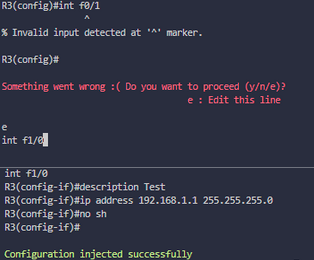 R3(config)#int f0/1
^
% Invalid input detected at '^' marker.
R3(config)#
Something went wrong :( Do you want to proceed (y/n/e)?
e : Edit this line
e
int f1/0
int f1/0
R3(config-if)#description Test
R3(config-if)#ip address 192.168.1.1 255.255.255.0
R3(config-if)#no sh
R3(config-if)#
Configuration injected successfully